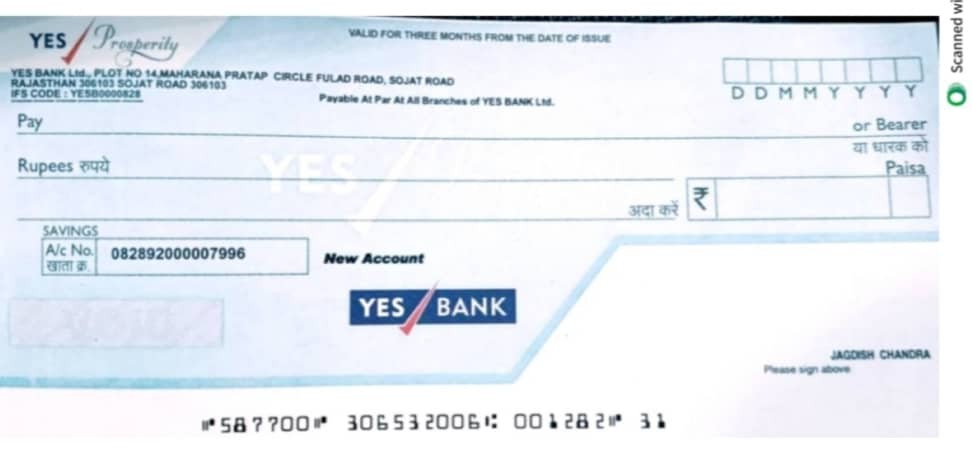 YES Prosperity
VALID FOR THREE MONTHS FROM THE DATE OF ISSUE
YES BANK Ltd., PLOT NO 14,MAHARANA PRATAP CIRCLE FULAD ROAD, SOJAT ROAD
RAJASTHAN 306103 SOJAT ROAD 306103
IFS CODE : YESB0000828
Payable At Par At All Branches of YES BANK Ltd.
D D M M Y Y Y Y
Pay
or Bearer
या धारक को
Rupees रुपये
YES
Paisa
अदा करें ₹
SAVINGS
A/c No. 082892000007996
खाता क्र.
New Account
YES BANK
JAGDISH CHANDRA
Please sign above
⑈587700⑈ 306532006⑆ 001282⑈ 31